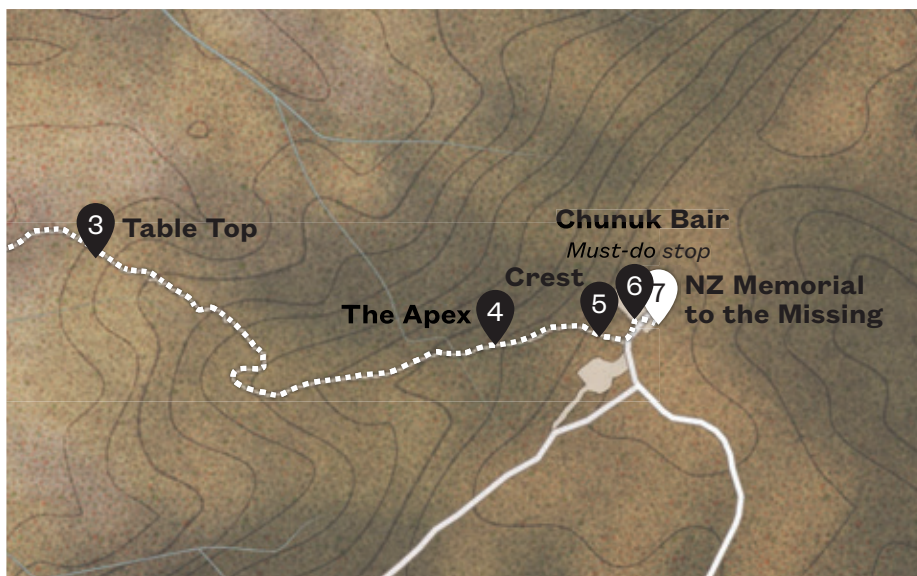 3 Table Top
Chunuk Bair
Must-do stop
Crest
5
6
7 NZ Memorial
to the Missing
The Apex 4